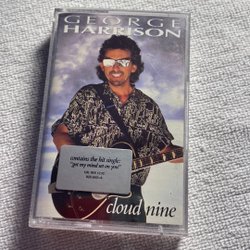 GEORGE
HARRISON
contains the hit single:
"got my mind set on you"
cloud nine